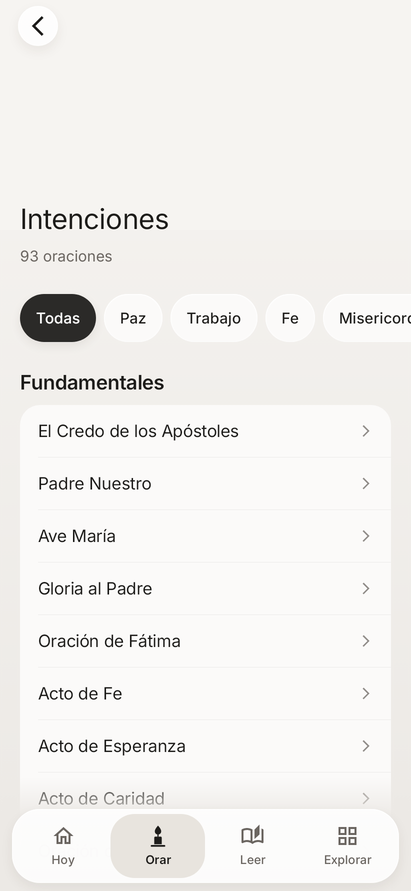 Intenciones
93 oraciones
Todas Paz Trabajo Fe
Fundamentales
El Credo de los Apóstoles
Padre Nuestro
Ave María
Gloria al Padre
Oración de Fátima
Acto de Fe
Acto de Esperanza
Acto de Caridad
Hoy Orar Leer Explorar